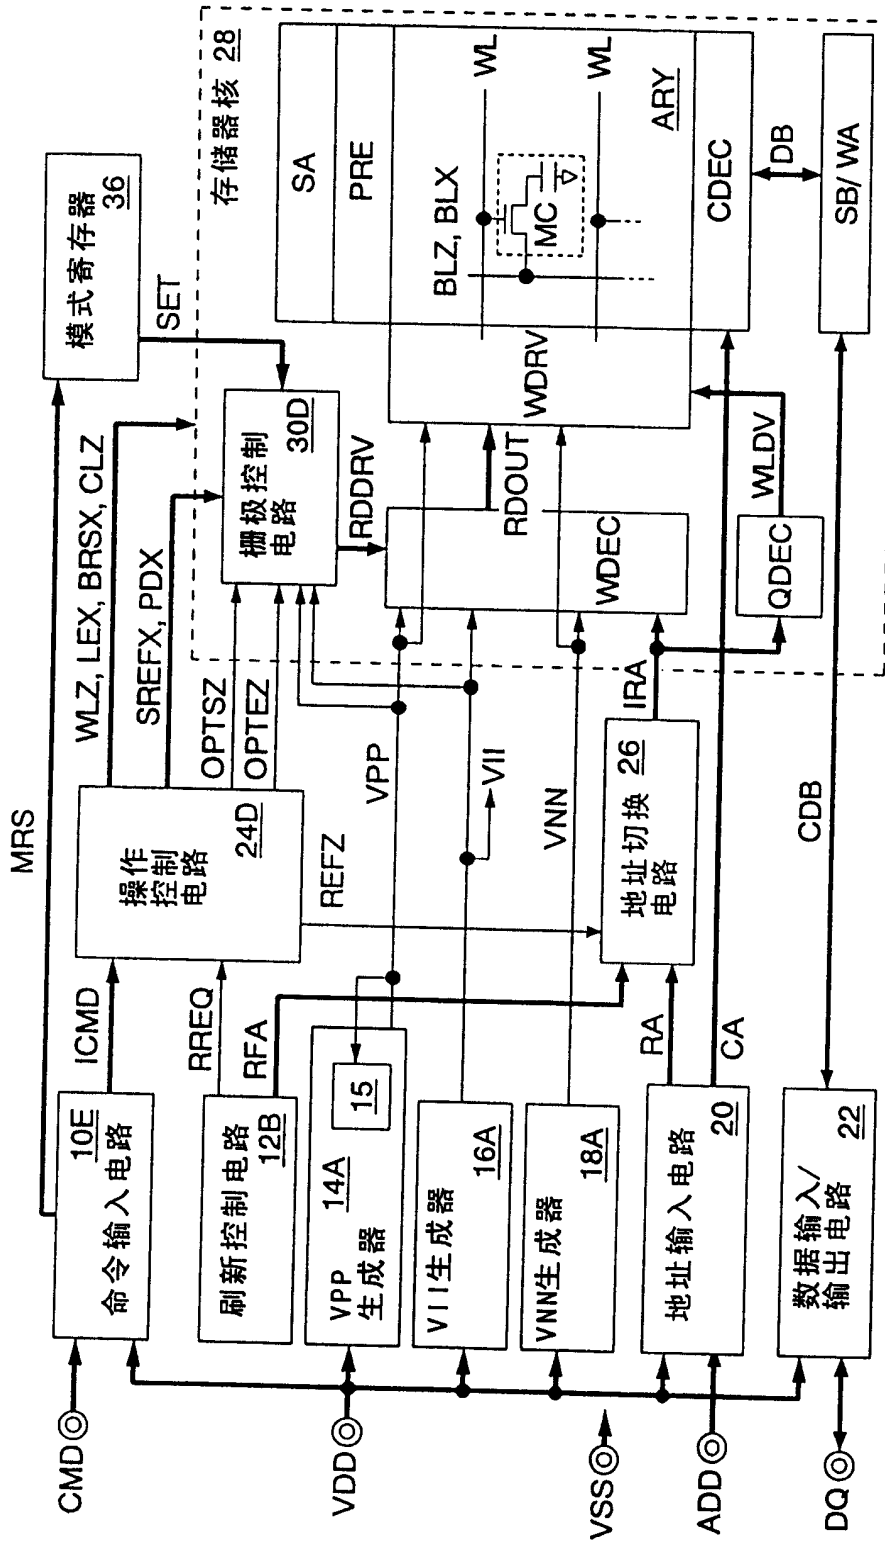 MRS
模式寄存器
36
SET
CMD
命令输入电路
10E
ICMD
操作
控制
电路
24D
WLZ, LEX, BRSX, CLZ
SREFX, PDX
OPTSZ
OPTEZ
REFZ
刷新控制电路
12B
RREQ
RFA
VDD
VPP
生成器
14A
15
VPP
VII生成器
16A
VII
VNN生成器
18A
VNN
VSS
ADD
地址输入电路
20
RA
CA
地址切换
电路
26
IRA
DQ
数据输入/
输出电路
22
CDB
存储器核 28
栅极控制
电路
30D
RDDRV
WDEC
RDOUT
WDRV
QDEC
WLDV
SA
PRE
BLZ, BLX
WL
MC
WL
ARY
CDEC
DB
SB/WA